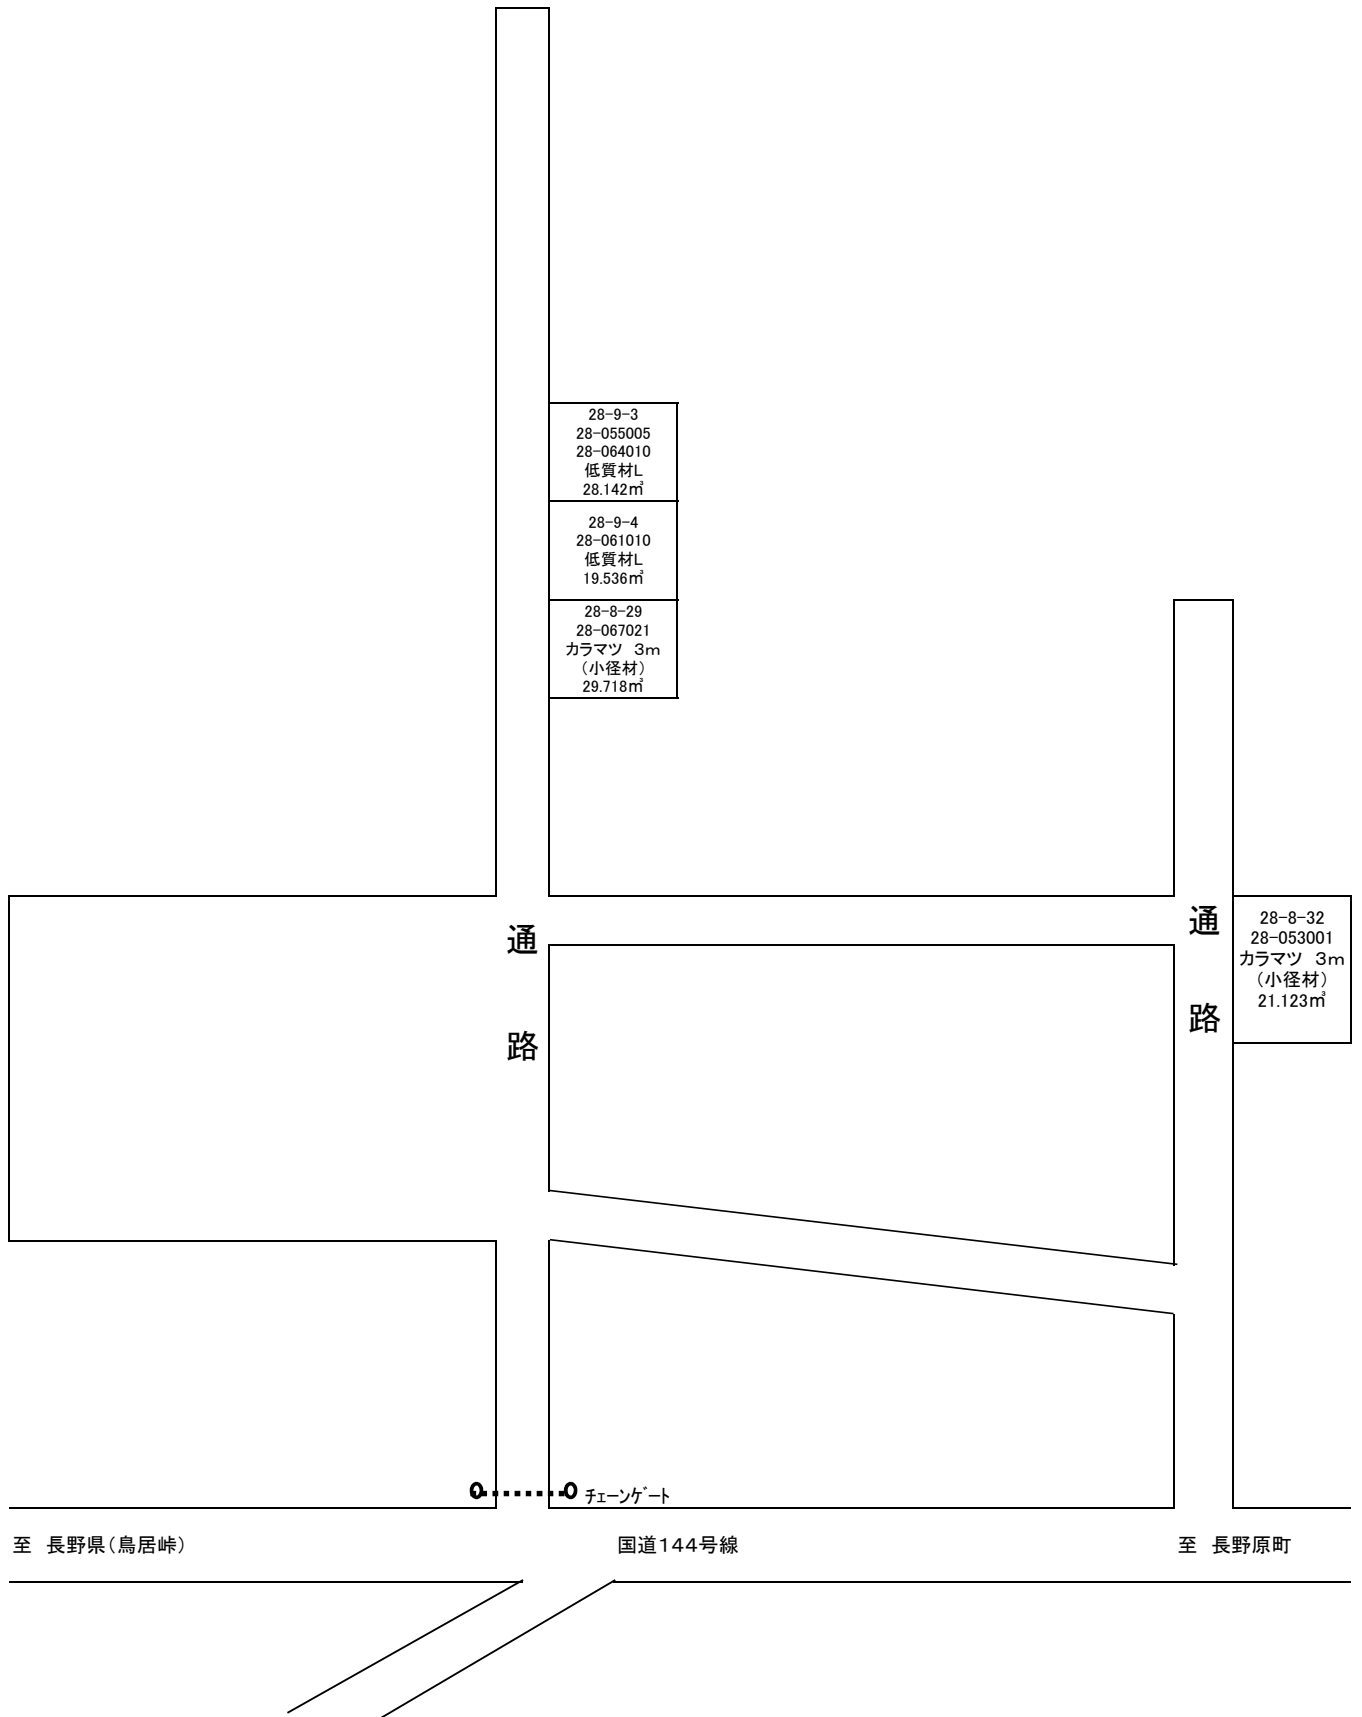 28-9-3
28-055005
28-064010
低質材L
28.142㎥
28-9-4
28-061010
低質材L
19.536㎥
28-8-29
28-067021
カラマツ　3m
（小径材）
29.718㎥
通
路
通
路
28-8-32
28-053001
カラマツ　3m
（小径材）
21.123㎥
チェーンゲート
至　長野県（鳥居峠）
国道144号線
至　長野原町